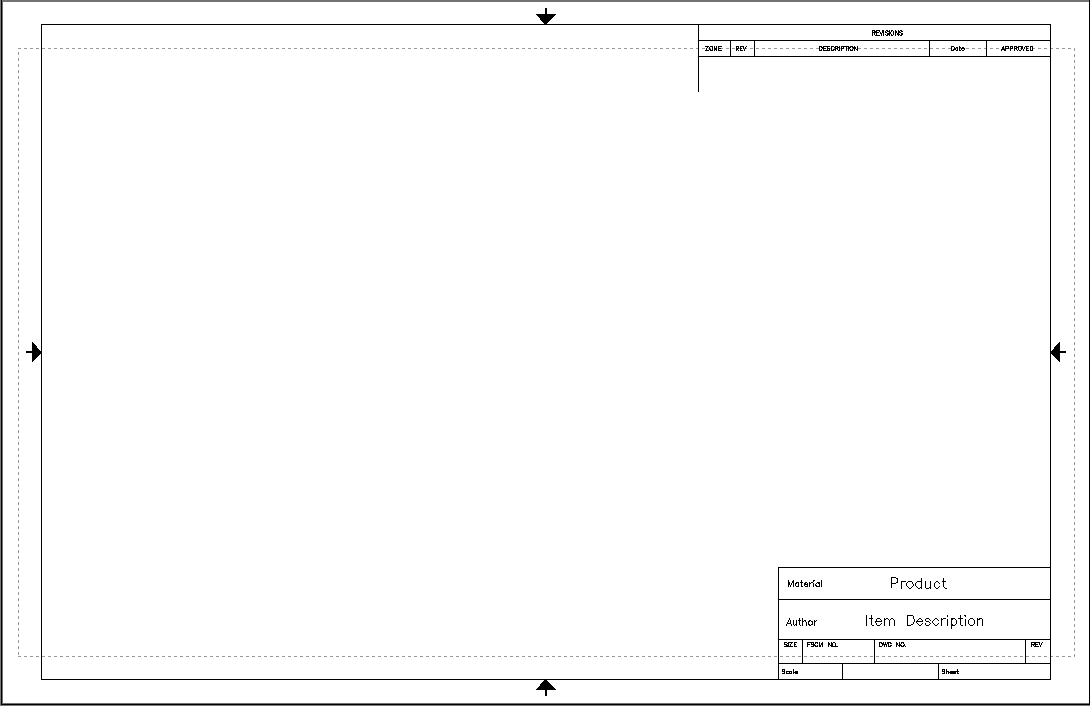 REVISIONS
ZONE REV DESCRIPTION Date APPROVED
Material Product
Author Item Description
SIZE FSCM NO. DWG NO. REV
Scale Sheet